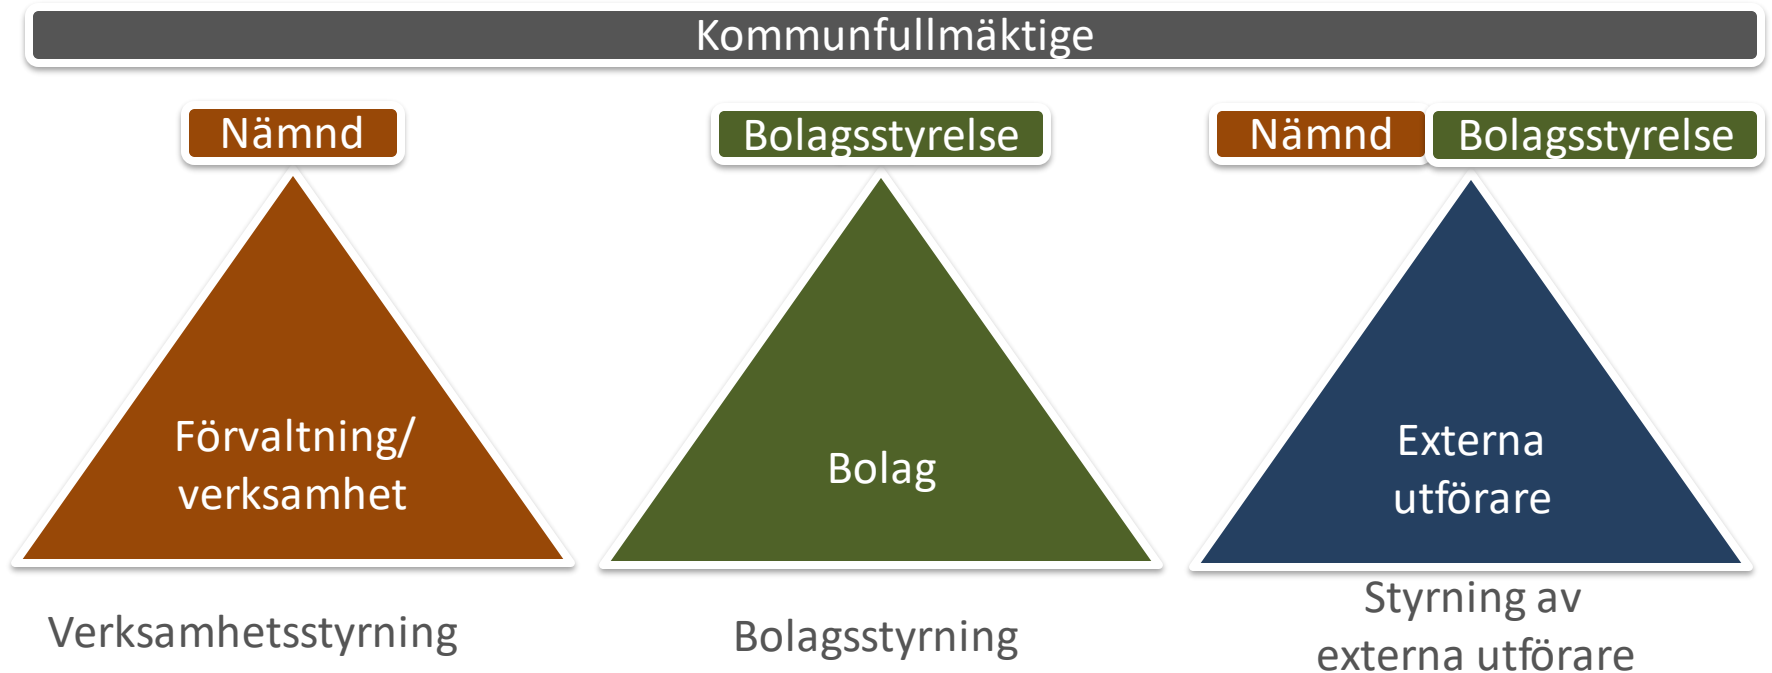 Kommunfullmäktige
Nämnd
Bolagsstyrelse
Nämnd
Bolagsstyrelse
Förvaltning/
verksamhet
Bolag
Externa
utförare
Verksamhetsstyrning
Bolagsstyrning
Styrning av
externa utförare